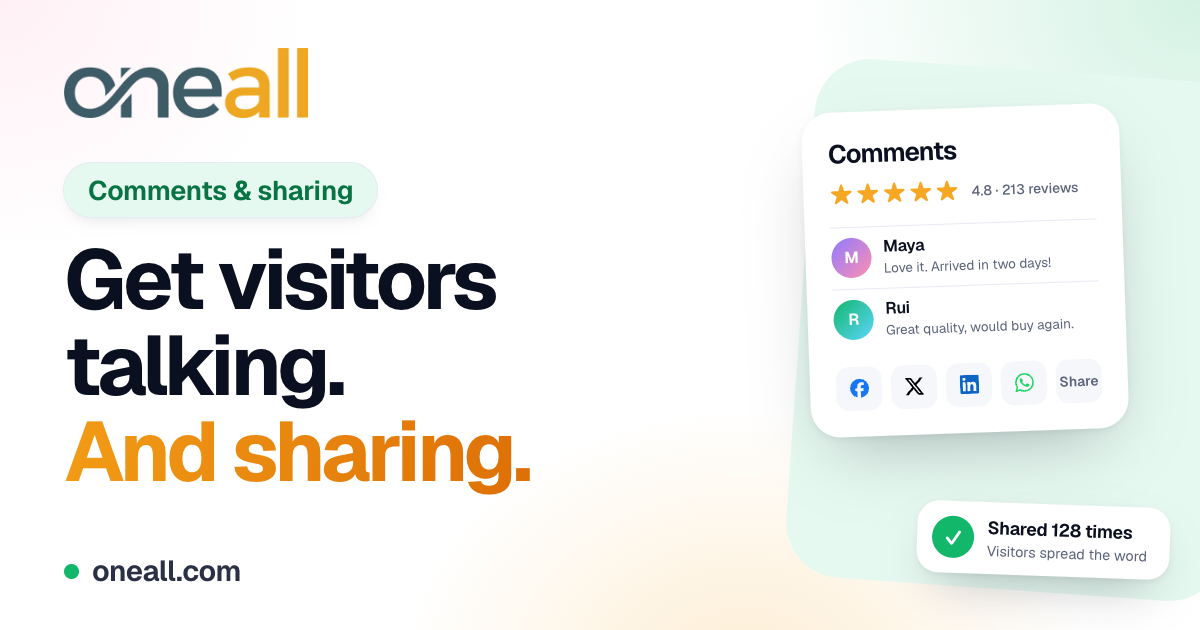 oneall
Comments & sharing
Get visitors
talking.
And sharing.
oneall.com
Comments
4.8 · 213 reviews
M
Maya
Love it. Arrived in two days!
R
Rui
Great quality, would buy again.
Share
Shared 128 times
Visitors spread the word